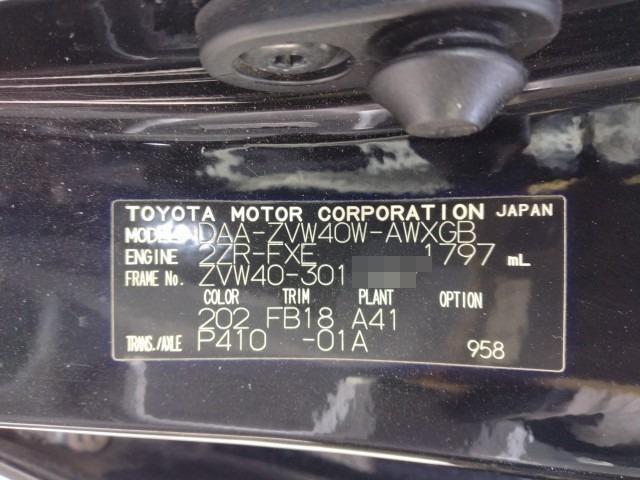 TOYOTA MOTOR CORPORATION JAPAN
MODEL DAA-ZVW40W-AWXGB
ENGINE 2ZR-FXE 1797 mL
FRAME No. ZVW40-301
COLOR TRIM PLANT OPTION
202 FB18 A41
TRANS./AXLE P410 -01A 958